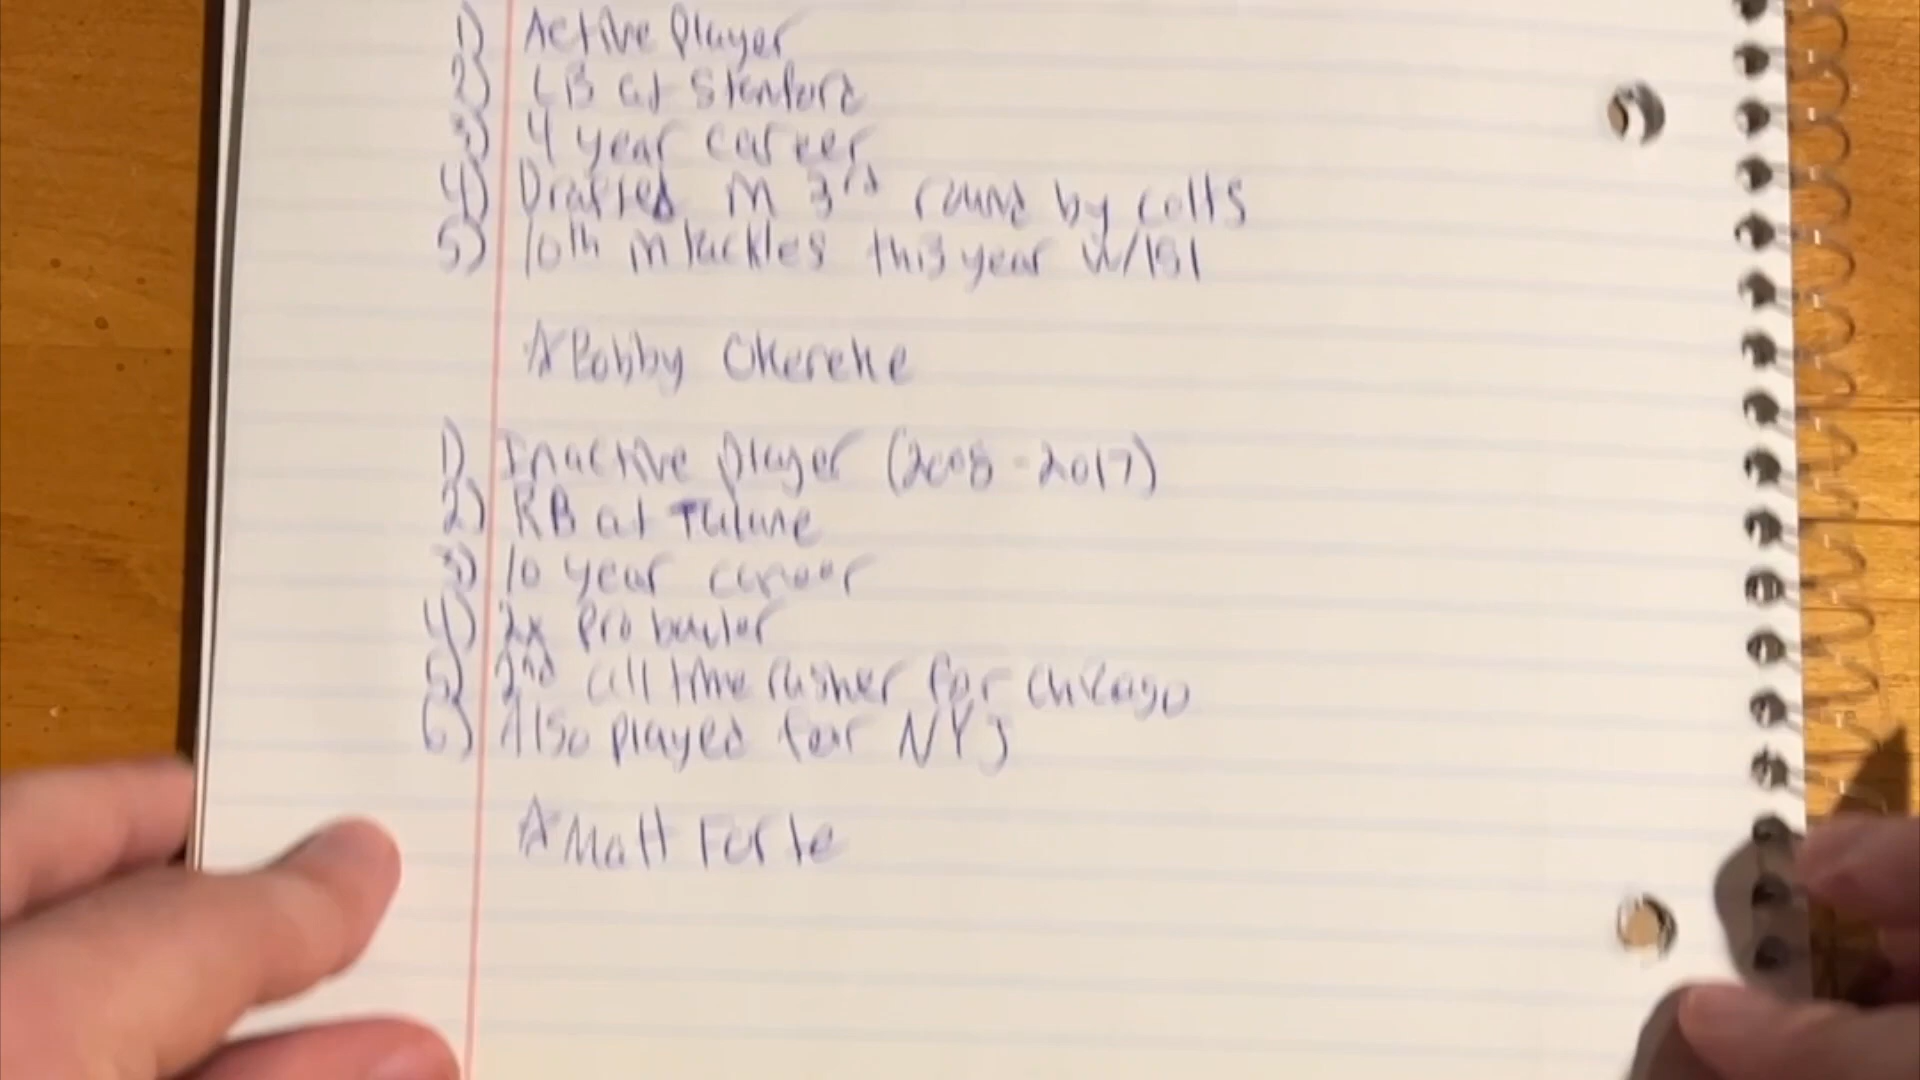 1) Active player
2) LB at Stanford
3) 4 year career
4) Drafted in 3rd round by colts
5) 10th in tackles this year w/151
☆Bobby Okereke
1) Inactive player (2008-2017)
2) RB at Tulane
3) 10 year career
4) 2x Pro bowler
5) 2nd all time rusher for Chicago
6) Also played for NYJ
☆Matt Forte